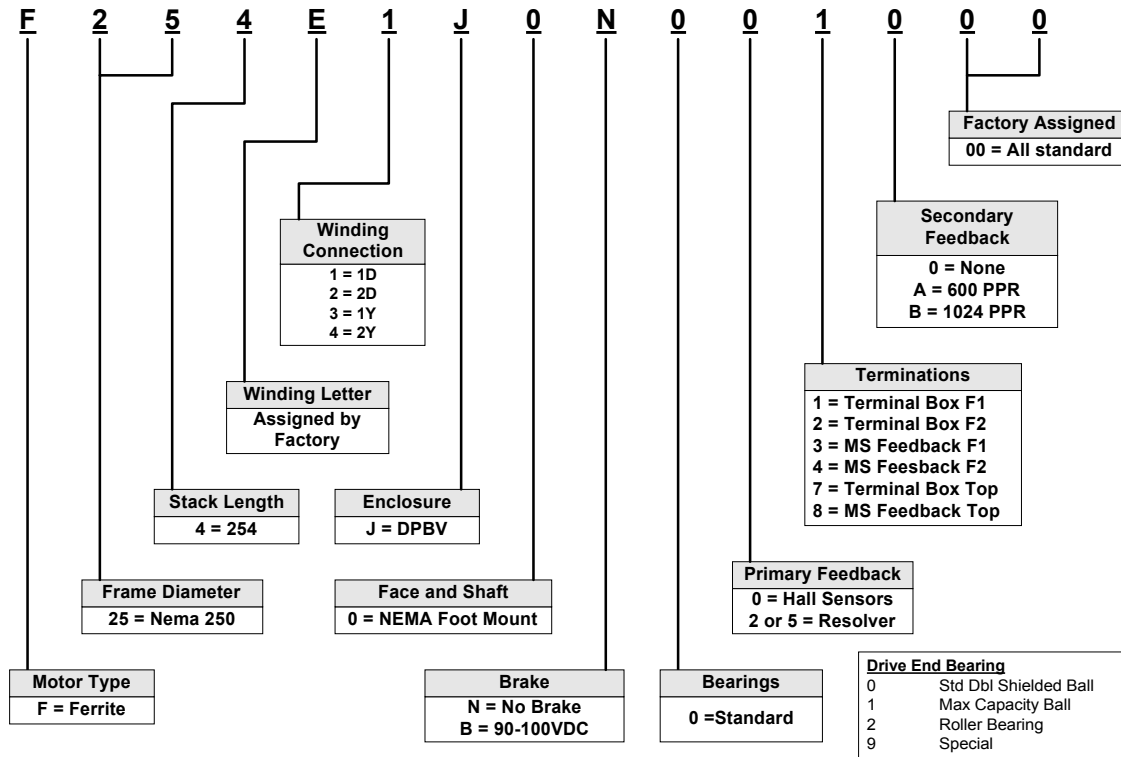 F 2 5 4 E 1 J 0 N 0 0 1 0 0 0
Factory Assigned
00 = All standard
Secondary
Feedback
0 = None
A = 600 PPR
B = 1024 PPR
Winding
Connection
1 = 1D
2 = 2D
3 = 1Y
4 = 2Y
Terminations
1 = Terminal Box F1
2 = Terminal Box F2
3 = MS Feedback F1
4 = MS Feesback F2
7 = Terminal Box Top
8 = MS Feedback Top
Winding Letter
Assigned by
Factory
Stack Length
4 = 254
Enclosure
J = DPBV
Primary Feedback
0 = Hall Sensors
2 or 5 = Resolver
Frame Diameter
25 = Nema 250
Face and Shaft
0 = NEMA Foot Mount
Motor Type
F = Ferrite
Brake
N = No Brake
B = 90-100VDC
Bearings
0 =Standard
Drive End Bearing
0 Std Dbl Shielded Ball
1 Max Capacity Ball
2 Roller Bearing
9 Special